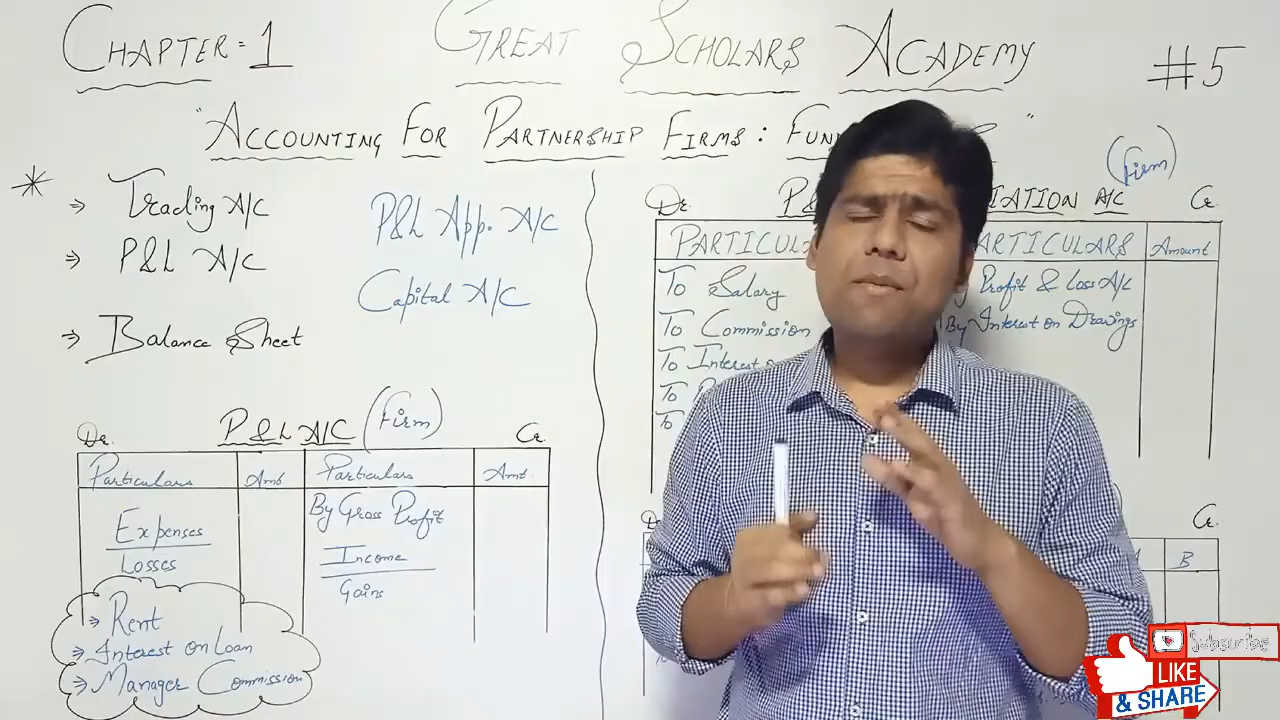 CHAPTER = 1
GREAT SCHOLARS ACADEMY
#5
"ACCOUNTING FOR PARTNERSHIP FIRMS :
"
* ⇒ Trading A/C
⇒ P&L A/C
⇒ Balance Sheet
P&L App. A/C
Capital A/C
(Firm)
Dr. A/C Cr.
Amount
To Salary
To Commission
To Interest
To
To
Profit & Loss A/c
By Interest on Drawings
Dr. P & L A/C (Firm) Cr.
Particulars Amt Particulars Amt.
Expenses
Losses
By Gross Profit
Income
Gains
⇒ Rent
⇒ Interest on Loan
⇒ Manager Commission
Cr.
B
Subscribe
LIKE
& SHARE